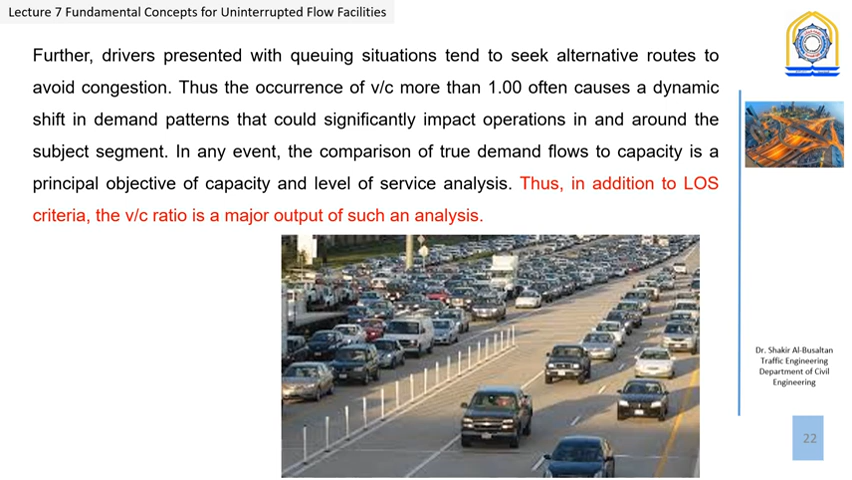 Lecture 7 Fundamental Concepts for Uninterrupted Flow Facilities
Further, drivers presented with queuing situations tend to seek alternative routes to
avoid congestion. Thus the occurrence of v/c more than 1.00 often causes a dynamic
shift in demand patterns that could significantly impact operations in and around the
subject segment. In any event, the comparison of true demand flows to capacity is a
principal objective of capacity and level of service analysis. Thus, in addition to LOS
criteria, the v/c ratio is a major output of such an analysis.
Dr. Shakir Al-Busaltan
Traffic Engineering
Department of Civil
Engineering
22